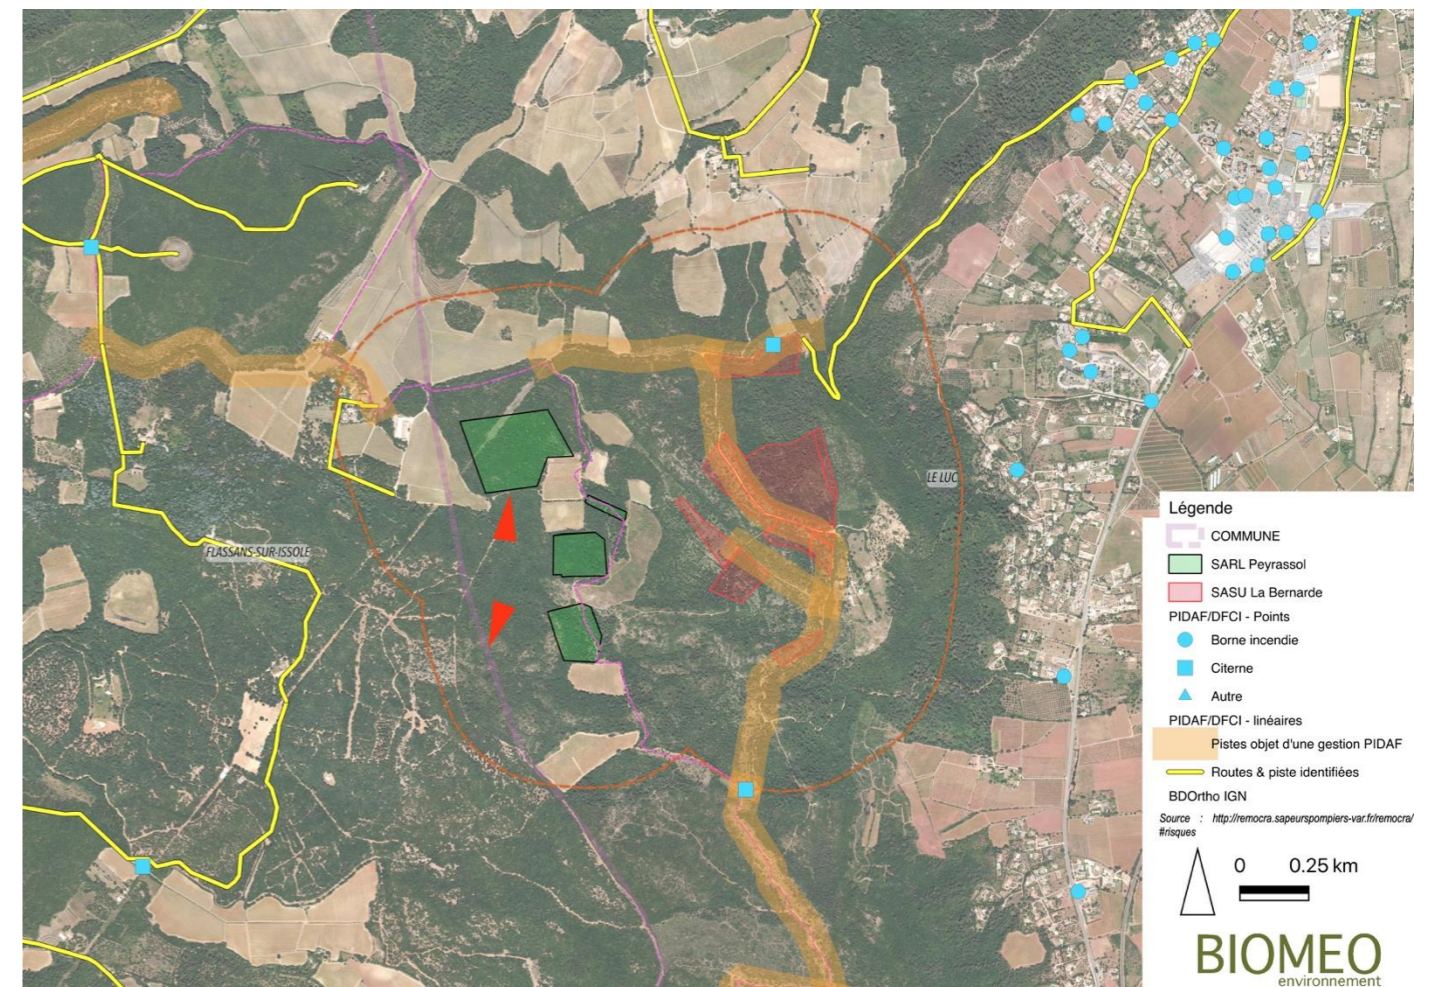 LE LUC
FLASSANS-SUR-ISSOLE
Légende
COMMUNE
SARL Peyrassol
SASU La Bernarde
PIDAF/DFCI - Points
Borne incendie
Citerne
Autre
PIDAF/DFCI - linéaires
Pistes objet d'une gestion PIDAF
Routes & piste identifiées
BDOrtho IGN
Source : http://remocra.sapeurspompiers-var.fr/remocra/
#risques
0 0.25 km
BIOMEO
environnement